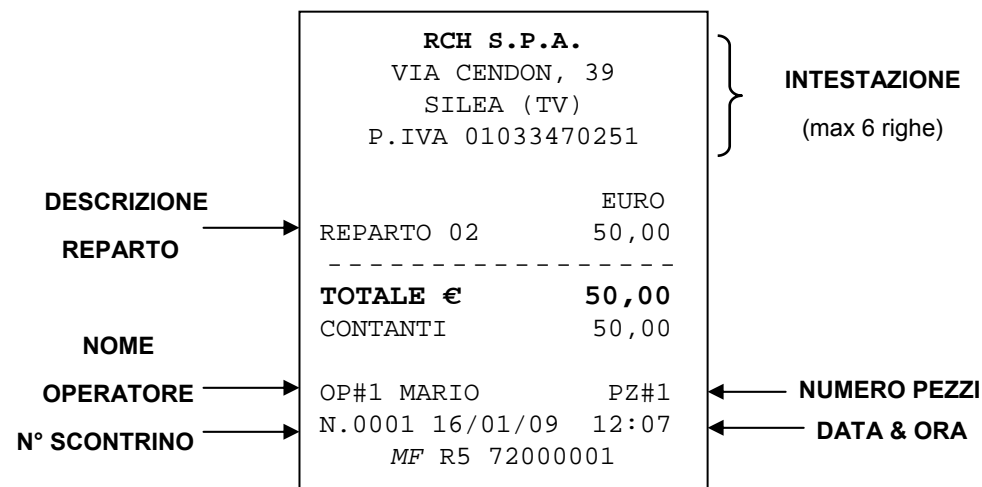 RCH S.P.A.
VIA CENDON, 39
SILEA (TV)
P.IVA 01033470251
INTESTAZIONE
(max 6 righe)
DESCRIZIONE
REPARTO
EURO
REPARTO 02 50,00
- - - - - - - - - - - - - - - - -
TOTALE € 50,00
CONTANTI 50,00
NOME
OPERATORE
OP#1 MARIO PZ#1
NUMERO PEZZI
N° SCONTRINO
N.0001 16/01/09 12:07
DATA & ORA
MF R5 72000001